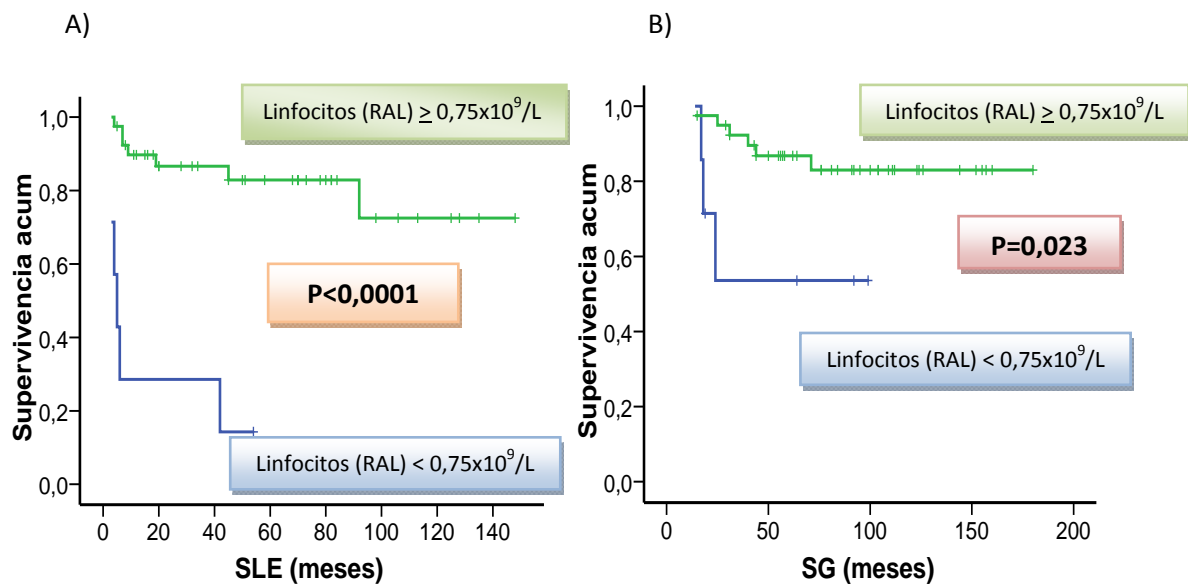 A)
Linfocitos (RAL) ≥ 0,75x10⁹/L
1,0
0,8
0,6
0,4
0,2
0,0
Supervivencia acum
P<0,0001
Linfocitos (RAL) < 0,75x10⁹/L
0 20 40 60 80 100 120 140
SLE (meses)
B)
Linfocitos (RAL) ≥ 0,75x10⁹/L
1,0
0,8
0,6
0,4
0,2
0,0
Supervivencia acum
P=0,023
Linfocitos (RAL) < 0,75x10⁹/L
0 50 100 150 200
SG (meses)